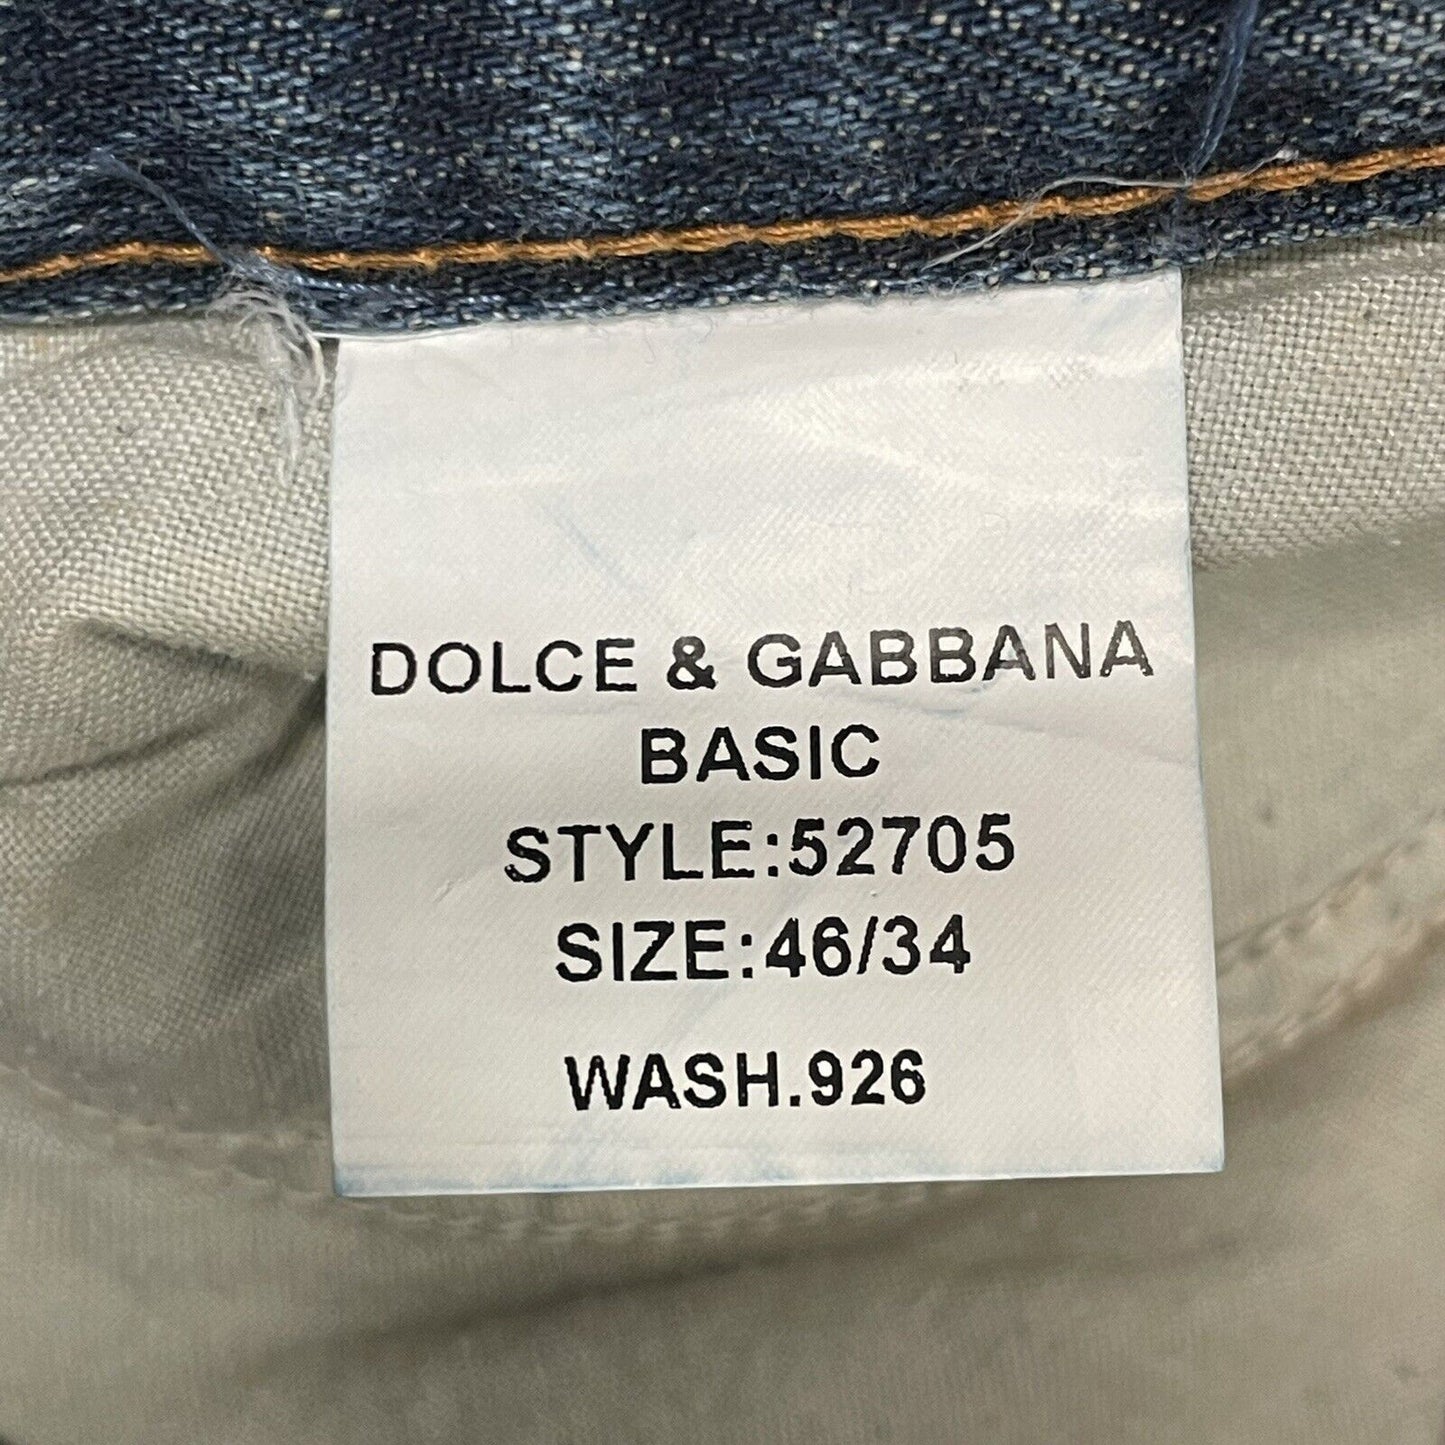 DOLCE & GABBANA
BASIC
STYLE:52705
SIZE:46/34
WASH.926